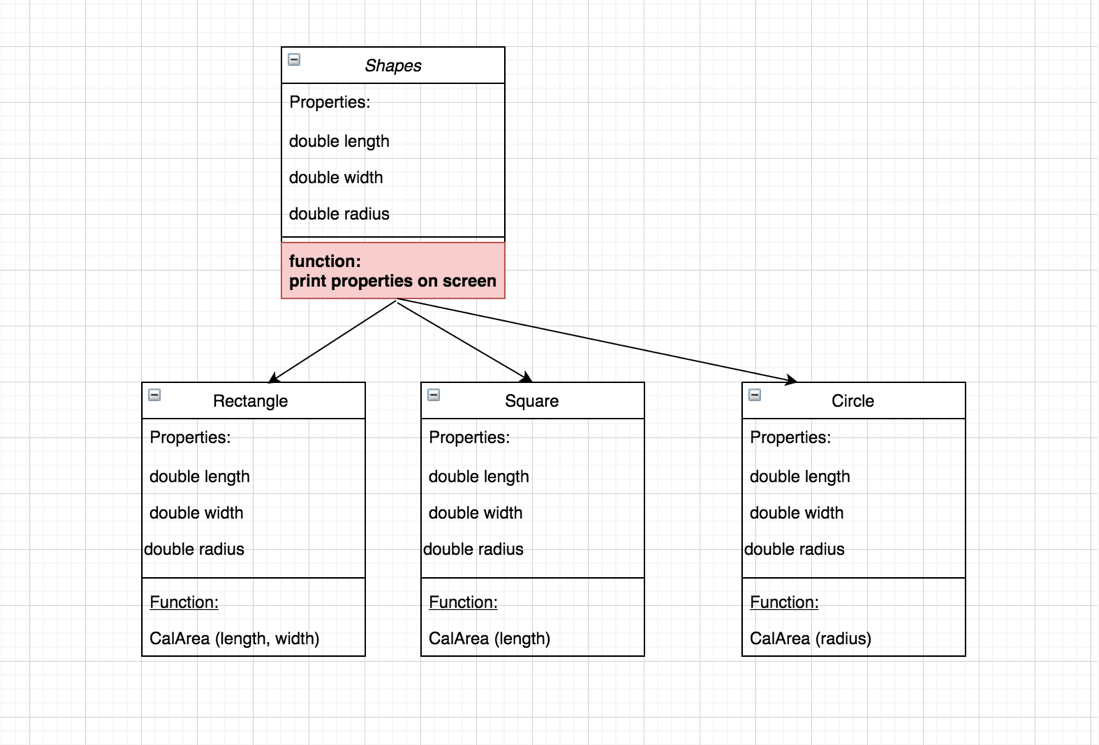 Shapes
Properties:
double length
double width
double radius
function:
print properties on screen
Rectangle
Properties:
double length
double width
double radius
Function:
CalArea (length, width)
Square
Properties:
double length
double width
double radius
Function:
CalArea (length)
Circle
Properties:
double length
double width
double radius
Function:
CalArea (radius)